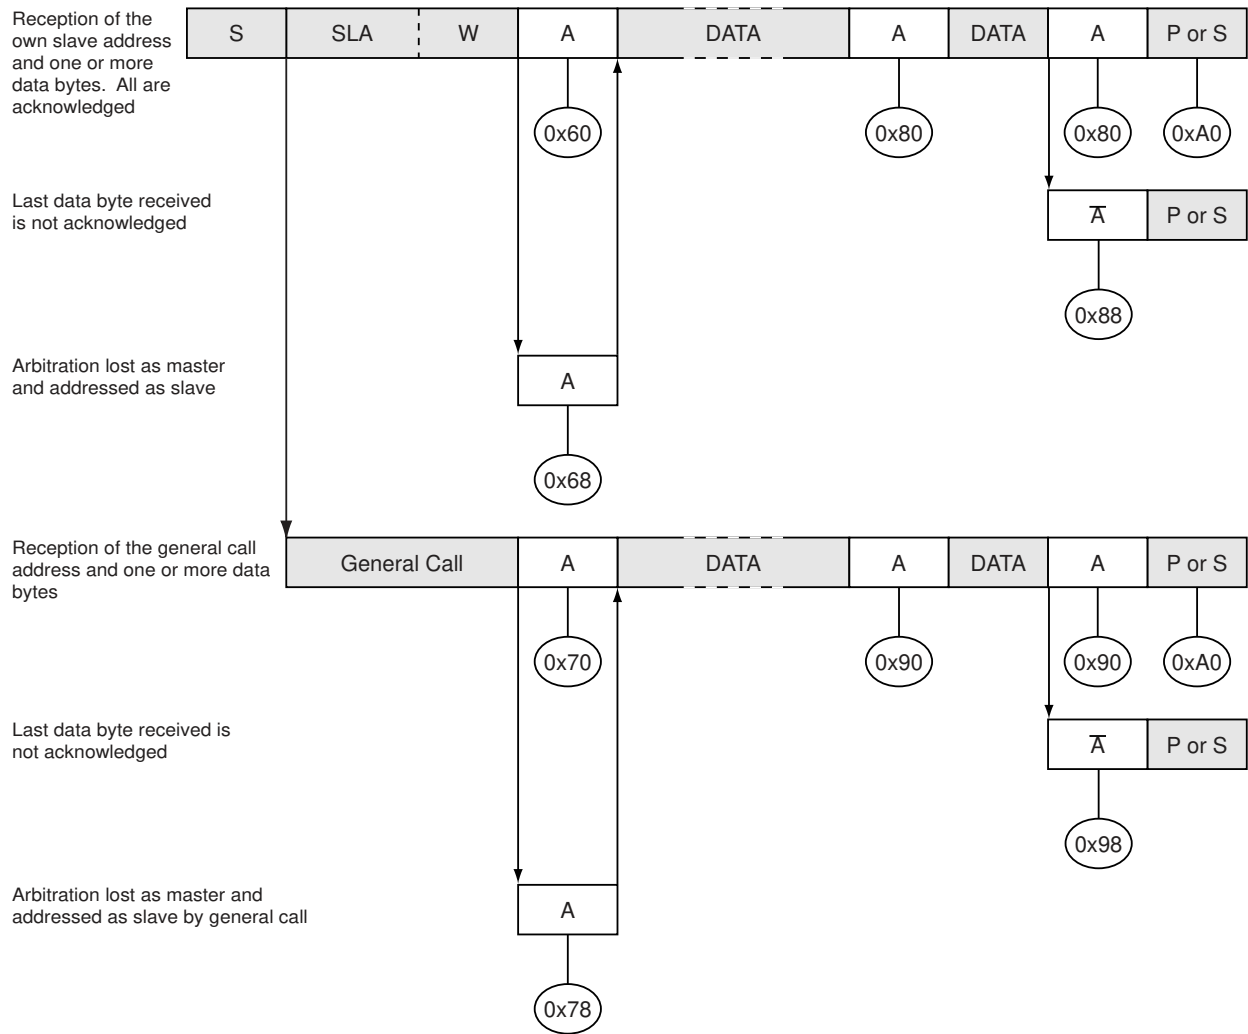 Reception of the
own slave address
and one or more
data bytes. All are
acknowledged
S SLA W A DATA A DATA A P or S
0x60 0x80 0x80 0xA0
Last data byte received
is not acknowledged
A̅ P or S
0x88
Arbitration lost as master
and addressed as slave
A
0x68
Reception of the general call
address and one or more data
bytes
General Call A DATA A DATA A P or S
0x70 0x90 0x90 0xA0
Last data byte received is
not acknowledged
A̅ P or S
0x98
Arbitration lost as master and
addressed as slave by general call
A
0x78